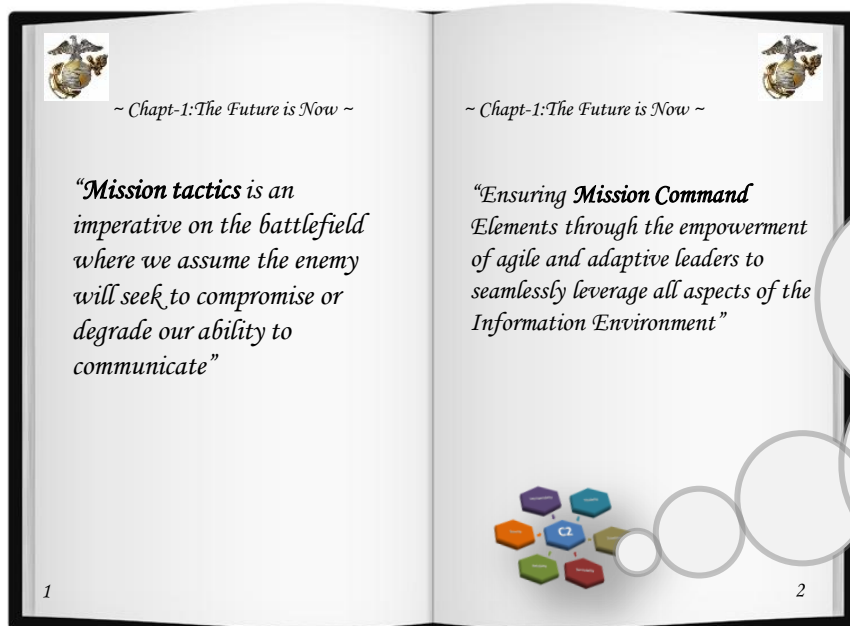 ~ Chapt-1:The Future is Now ~
“Mission tactics is an
imperative on the battlefield
where we assume the enemy
will seek to compromise or
degrade our ability to
communicate”
1
~ Chapt-1:The Future is Now ~
“Ensuring Mission Command
Elements through the empowerment
of agile and adaptive leaders to
seamlessly leverage all aspects of the
Information Environment”
C2
2